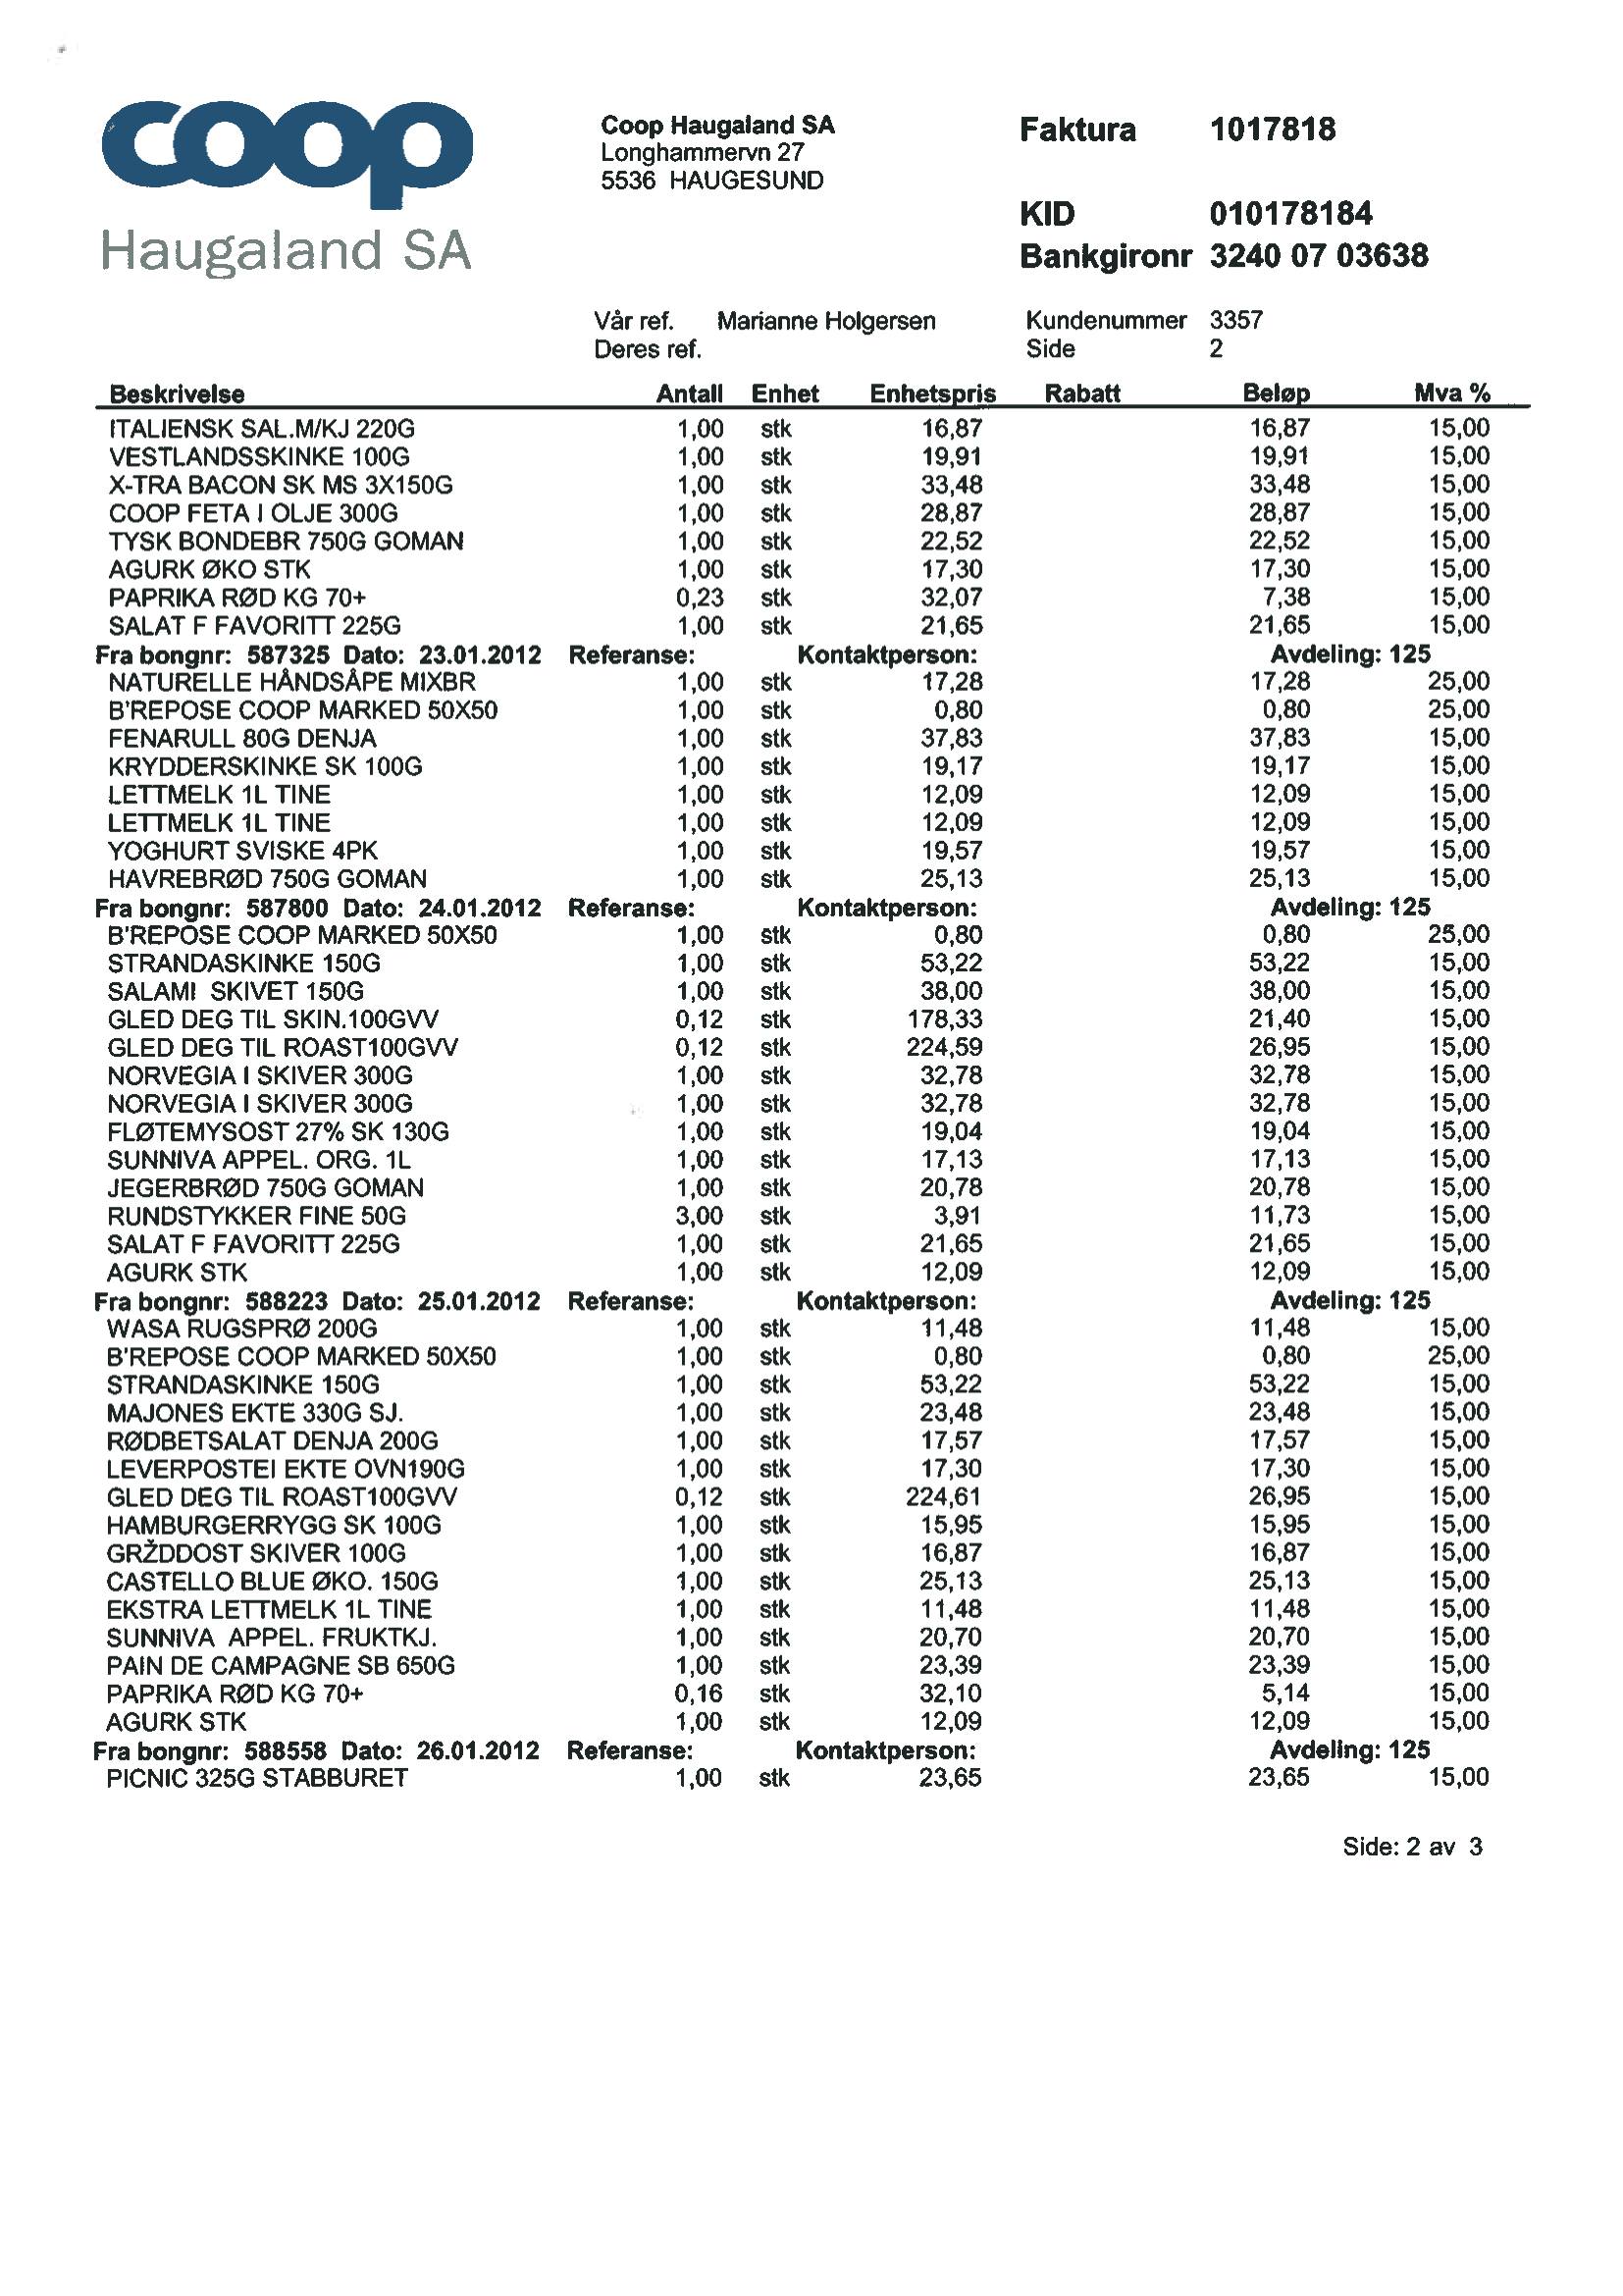 coop
Haugaland SA
Coop Haugaland SA
Longhammervn 27
5536 HAUGESUND
Faktura 1017818
KID 010178184
Bankgironr 3240 07 03638
Vår ref. Marianne Holgersen Kundenummer 3357
Deres ref. Side 2
Beskrivelse Antall Enhet Enhetspris Rabatt Beløp Mva %
ITALIENSK SAL.M/KJ 220G 1,00 stk 16,87 16,87 15,00
VESTLANDSSKINKE 100G 1,00 stk 19,91 19,91 15,00
X-TRA BACON SK MS 3X150G 1,00 stk 33,48 33,48 15,00
COOP FETA I OLJE 300G 1,00 stk 28,87 28,87 15,00
TYSK BONDEBR 750G GOMAN 1,00 stk 22,52 22,52 15,00
AGURK ØKO STK 1,00 stk 17,30 17,30 15,00
PAPRIKA RØD KG 70+ 0,23 stk 32,07 7,38 15,00
SALAT F FAVORITT 225G 1,00 stk 21,65 21,65 15,00
Fra bongnr: 587325 Dato: 23.01.2012 Referanse: Kontaktperson: Avdeling: 125
NATURELLE HÅNDSÅPE MIXBR 1,00 stk 17,28 17,28 25,00
B'REPOSE COOP MARKED 50X50 1,00 stk 0,80 0,80 25,00
FENARULL 80G DENJA 1,00 stk 37,83 37,83 15,00
KRYDDERSKINKE SK 100G 1,00 stk 19,17 19,17 15,00
LETTMELK 1L TINE 1,00 stk 12,09 12,09 15,00
LETTMELK 1L TINE 1,00 stk 12,09 12,09 15,00
YOGHURT SVISKE 4PK 1,00 stk 19,57 19,57 15,00
HAVREBRØD 750G GOMAN 1,00 stk 25,13 25,13 15,00
Fra bongnr: 587800 Dato: 24.01.2012 Referanse: Kontaktperson: Avdeling: 125
B'REPOSE COOP MARKED 50X50 1,00 stk 0,80 0,80 25,00
STRANDASKINKE 150G 1,00 stk 53,22 53,22 15,00
SALAMI SKIVET 150G 1,00 stk 38,00 38,00 15,00
GLED DEG TIL SKIN.100GVV 0,12 stk 178,33 21,40 15,00
GLED DEG TIL ROAST100GVV 0,12 stk 224,59 26,95 15,00
NORVEGIA I SKIVER 300G 1,00 stk 32,78 32,78 15,00
NORVEGIA I SKIVER 300G 1,00 stk 32,78 32,78 15,00
FLØTEMYSOST 27% SK 130G 1,00 stk 19,04 19,04 15,00
SUNNIVA APPEL. ORG. 1L 1,00 stk 17,13 17,13 15,00
JEGERBRØD 750G GOMAN 1,00 stk 20,78 20,78 15,00
RUNDSTYKKER FINE 50G 3,00 stk 3,91 11,73 15,00
SALAT F FAVORITT 225G 1,00 stk 21,65 21,65 15,00
AGURK STK 1,00 stk 12,09 12,09 15,00
Fra bongnr: 588223 Dato: 25.01.2012 Referanse: Kontaktperson: Avdeling: 125
WASA RUGSPRØ 200G 1,00 stk 11,48 11,48 15,00
B'REPOSE COOP MARKED 50X50 1,00 stk 0,80 0,80 25,00
STRANDASKINKE 150G 1,00 stk 53,22 53,22 15,00
MAJONES EKTE 330G SJ. 1,00 stk 23,48 23,48 15,00
RØDBETSALAT DENJA 200G 1,00 stk 17,57 17,57 15,00
LEVERPOSTEI EKTE OVN190G 1,00 stk 17,30 17,30 15,00
GLED DEG TIL ROAST100GVV 0,12 stk 224,61 26,95 15,00
HAMBURGERRYGG SK 100G 1,00 stk 15,95 15,95 15,00
GRŽDDOST SKIVER 100G 1,00 stk 16,87 16,87 15,00
CASTELLO BLUE ØKO. 150G 1,00 stk 25,13 25,13 15,00
EKSTRA LETTMELK 1L TINE 1,00 stk 11,48 11,48 15,00
SUNNIVA APPEL. FRUKTKJ. 1,00 stk 20,70 20,70 15,00
PAIN DE CAMPAGNE SB 650G 1,00 stk 23,39 23,39 15,00
PAPRIKA RØD KG 70+ 0,16 stk 32,10 5,14 15,00
AGURK STK 1,00 stk 12,09 12,09 15,00
Fra bongnr: 588558 Dato: 26.01.2012 Referanse: Kontaktperson: Avdeling: 125
PICNIC 325G STABBURET 1,00 stk 23,65 23,65 15,00
Side: 2 av 3